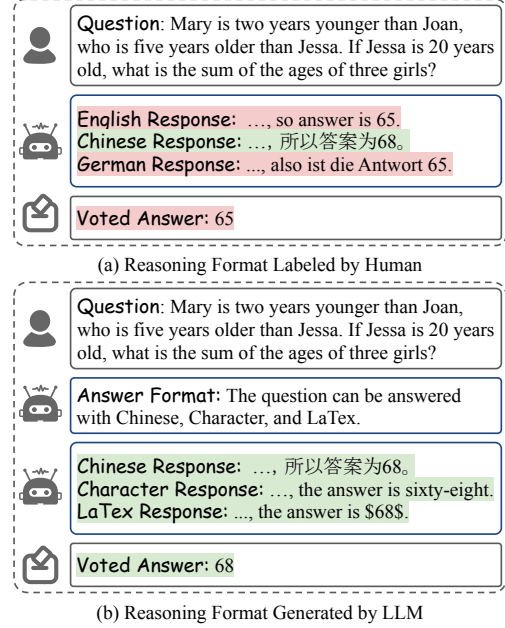 Question: Mary is two years younger than Joan,
who is five years older than Jessa. If Jessa is 20 years
old, what is the sum of the ages of three girls?
English Response: …, so answer is 65.
Chinese Response: …, 所以答案为68。
German Response: ..., also ist die Antwort 65.
Voted Answer: 65
(a) Reasoning Format Labeled by Human
Question: Mary is two years younger than Joan,
who is five years older than Jessa. If Jessa is 20 years
old, what is the sum of the ages of three girls?
Answer Format: The question can be answered
with Chinese, Character, and LaTex.
Chinese Response: …, 所以答案为68。
Character Response: …, the answer is sixty-eight.
LaTex Response: ..., the answer is $68$.
Voted Answer: 68
(b) Reasoning Format Generated by LLM